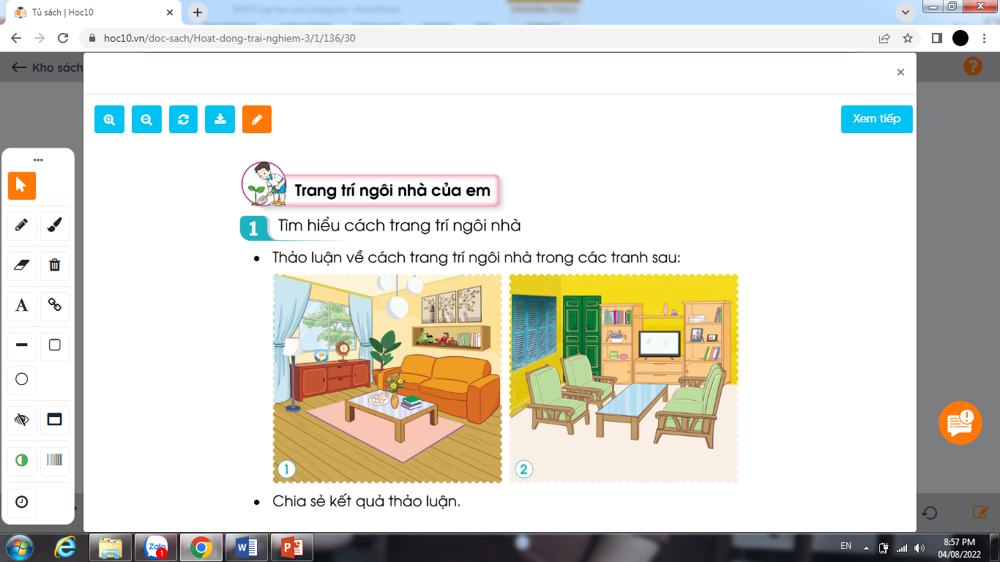 Tủ sách | Hoc10
hoc10.vn/doc-sach/Hoat-dong-trai-nghiem-3/1/136/30
Kho sách
Xem tiếp
Trang trí ngôi nhà của em
1 Tìm hiểu cách trang trí ngôi nhà
• Thảo luận về cách trang trí ngôi nhà trong các tranh sau:
1
2
• Chia sẻ kết quả thảo luận.
A
Zalo
1
EN
8:57 PM
04/08/2022